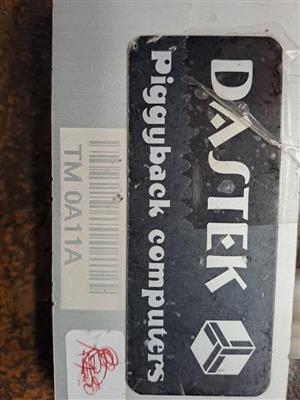 DASTEK
Piggyback computers
TM 0A11A